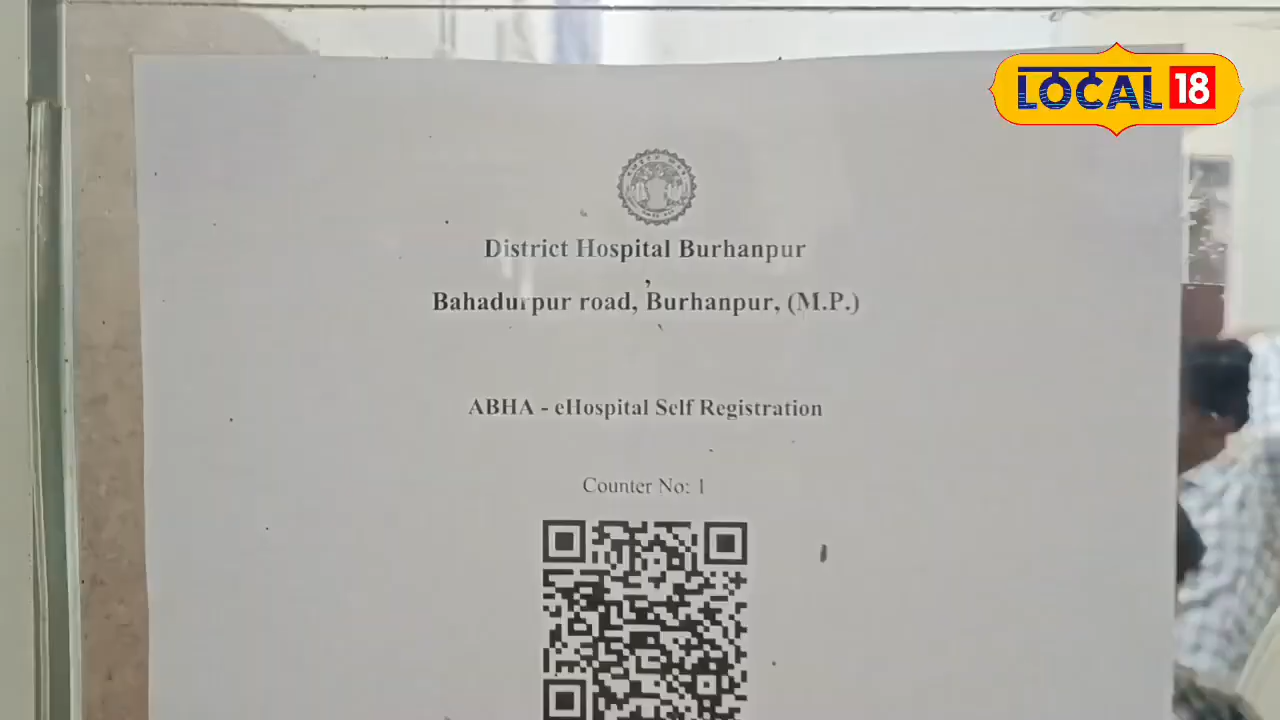 LOCAL 18
District Hospital Burhanpur
,
Bahadurpur road, Burhanpur, (M.P.)
ABHA - eHospital Self Registration
Counter No: 1